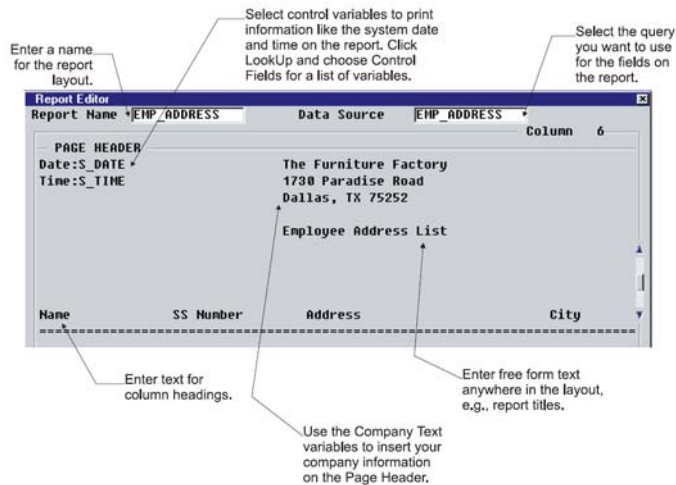 Select control variables to print
information like the system date
and time on the report. Click
LookUp and choose Control
Fields for a list of variables.
Enter a name
for the report
layout.
Select the query
you want to use
for the fields on
the report.
Report Editor
Report Name EMP_ADDRESS Data Source EMP_ADDRESS
Column 6
PAGE HEADER
Date:S_DATE The Furniture Factory
Time:S_TIME 1730 Paradise Road
Dallas, TX 75252
Employee Address List
Name SS Number Address City
Enter text for
column headings.
Enter free form text
anywhere in the layout,
e.g., report titles.
Use the Company Text
variables to insert your
company information
on the Page Header.